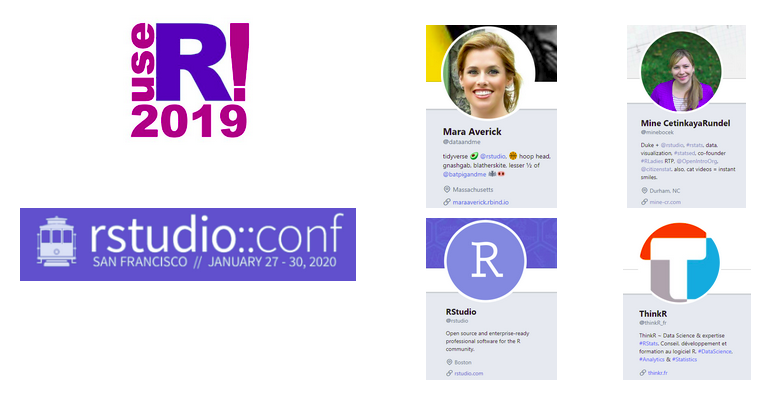 useR!
2019
rstudio::conf
SAN FRANCISCO // JANUARY 27 - 30, 2020
Mara Averick
@dataandme
tidyverse @rstudio, hoop head,
gnashgab, blatherskite, lesser ½ of
@batpigandme
Massachusetts
maraaverick.rbind.io
Mine CetinkayaRundel
@minebocek
Duke + @rstudio, #rstats, data,
visualization, #statsed, co-founder
#RLadies RTP, @OpenIntroOrg,
@citizenstat, also, cat videos = instant
smiles.
Durham, NC
mine-cr.com
R
RStudio
@rstudio
Open source and enterprise-ready
professional software for the R
community.
Boston
rstudio.com
T
ThinkR
@thinkR_fr
ThinkR — Data Science & expertise
#RStats. Conseil, développement et
formation au logiciel R. #DataScience,
#Analytics & #Statistics
thinkr.fr